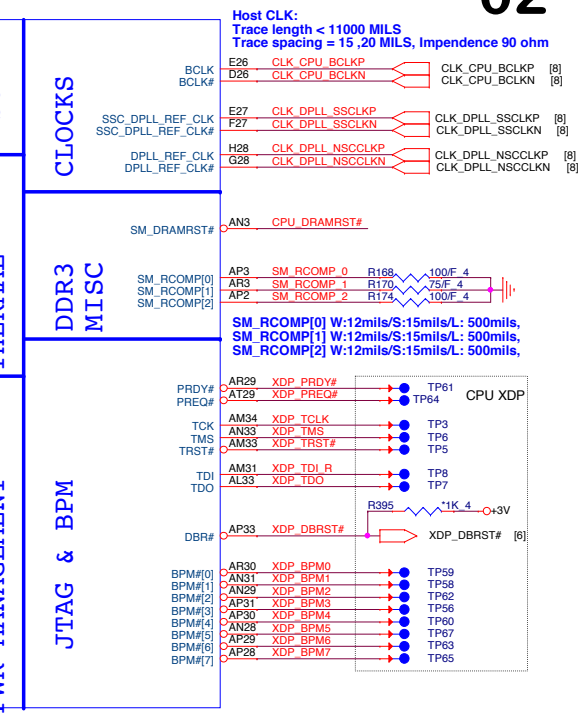 02
Host CLK:
Trace length < 11000 MILS
Trace spacing = 15 ,20 MILS, Impendence 90 ohm
CLOCKS
BCLK E26 CLK_CPU_BCLKP CLK_CPU_BCLKP [8]
BCLK# D26 CLK_CPU_BCLKN CLK_CPU_BCLKN [8]
SSC_DPLL_REF_CLK E27 CLK_DPLL_SSCLKP CLK_DPLL_SSCLKP [8]
SSC_DPLL_REF_CLK# F27 CLK_DPLL_SSCLKN CLK_DPLL_SSCLKN [8]
DPLL_REF_CLK H28 CLK_DPLL_NSCCLKP CLK_DPLL_NSCCLKP [8]
DPLL_REF_CLK# G28 CLK_DPLL_NSCCLKN CLK_DPLL_NSCCLKN [8]
DDR3
MISC
SM_DRAMRST# AN3 CPU_DRAMRST#
SM_RCOMP[0] AP3 SM_RCOMP_0 R168 100/F_4
SM_RCOMP[1] AR3 SM_RCOMP_1 R170 75/F_4
SM_RCOMP[2] AP2 SM_RCOMP_2 R174 100/F_4
SM_RCOMP[0] W:12mils/S:15mils/L: 500mils,
SM_RCOMP[1] W:12mils/S:15mils/L: 500mils,
SM_RCOMP[2] W:12mils/S:15mils/L: 500mils,
JTAG & BPM
CPU XDP
PRDY# AR29 XDP_PRDY# TP61
PREQ# AT29 XDP_PREQ# TP64
TCK AM34 XDP_TCLK TP3
TMS AN33 XDP_TMS TP6
TRST# AM33 XDP_TRST# TP5
TDI AM31 XDP_TDI_R TP8
TDO AL33 XDP_TDO TP7
R395 *1K_4 +3V
DBR# AP33 XDP_DBRST# XDP_DBRST# [6]
BPM#[0] AR30 XDP_BPM0 TP59
BPM#[1] AN31 XDP_BPM1 TP58
BPM#[2] AN29 XDP_BPM2 TP62
BPM#[3] AP31 XDP_BPM3 TP56
BPM#[4] AP30 XDP_BPM4 TP60
BPM#[5] AN28 XDP_BPM5 TP67
BPM#[6] AP29 XDP_BPM6 TP63
BPM#[7] AP28 XDP_BPM7 TP65